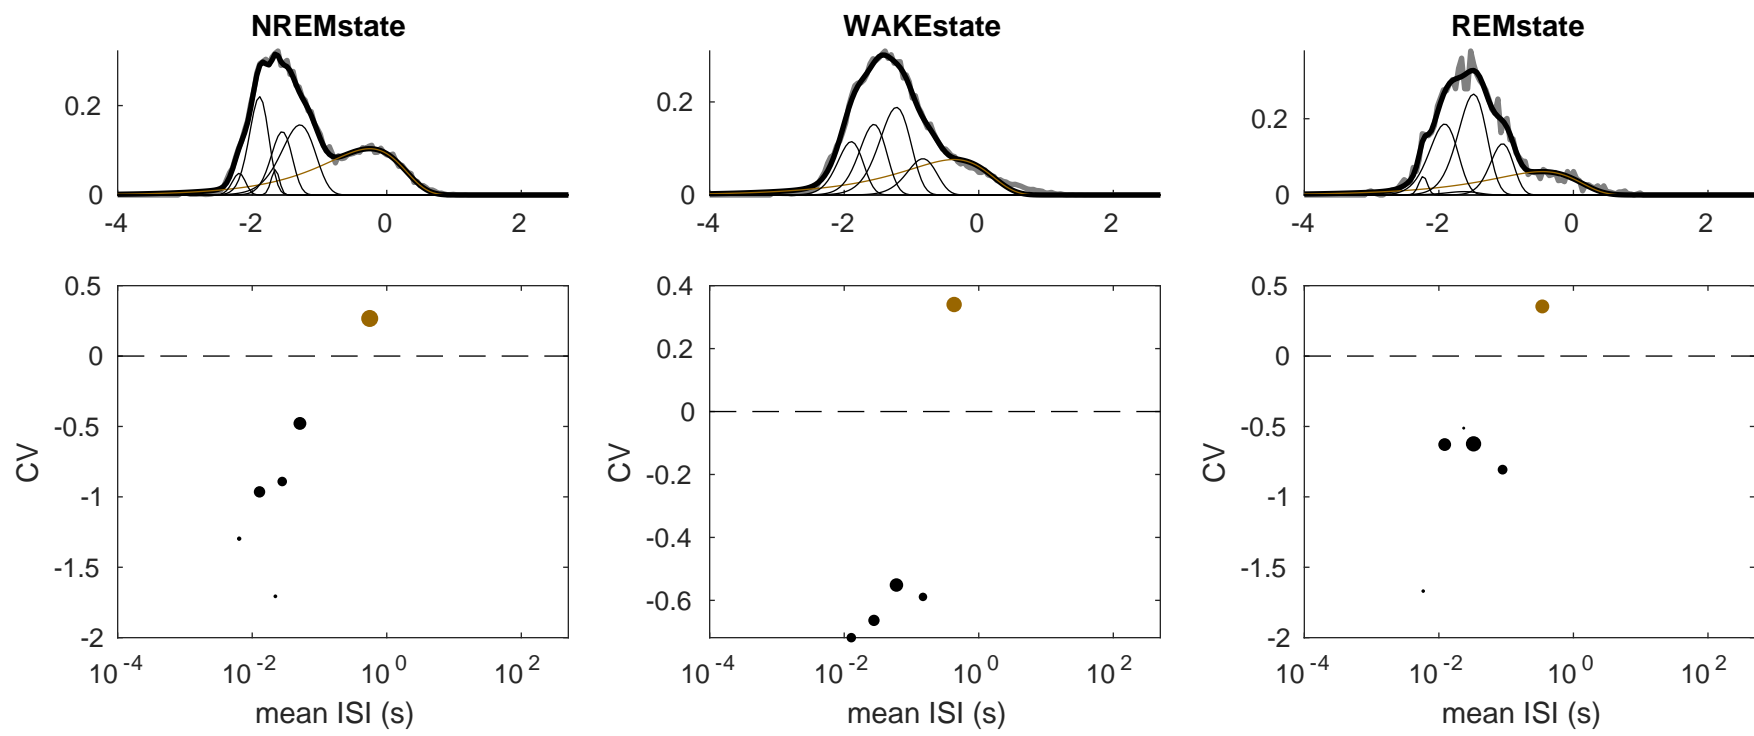 NREMstate WAKEstate REMstate
0.2 0.2 0.2
0 0 0
-4 -2 0 2 -4 -2 0 2 -4 -2 0 2
0.5 0.4 0.5
0 0.2 0
-0.5 0 -0.5
CV CV CV
-1 -0.2 -1
-1.5 -0.4 -1.5
-2 -0.6 -2
10^-4 10^-2 10^0 10^2 10^-4 10^-2 10^0 10^2 10^-4 10^-2 10^0 10^2
mean ISI (s) mean ISI (s) mean ISI (s)